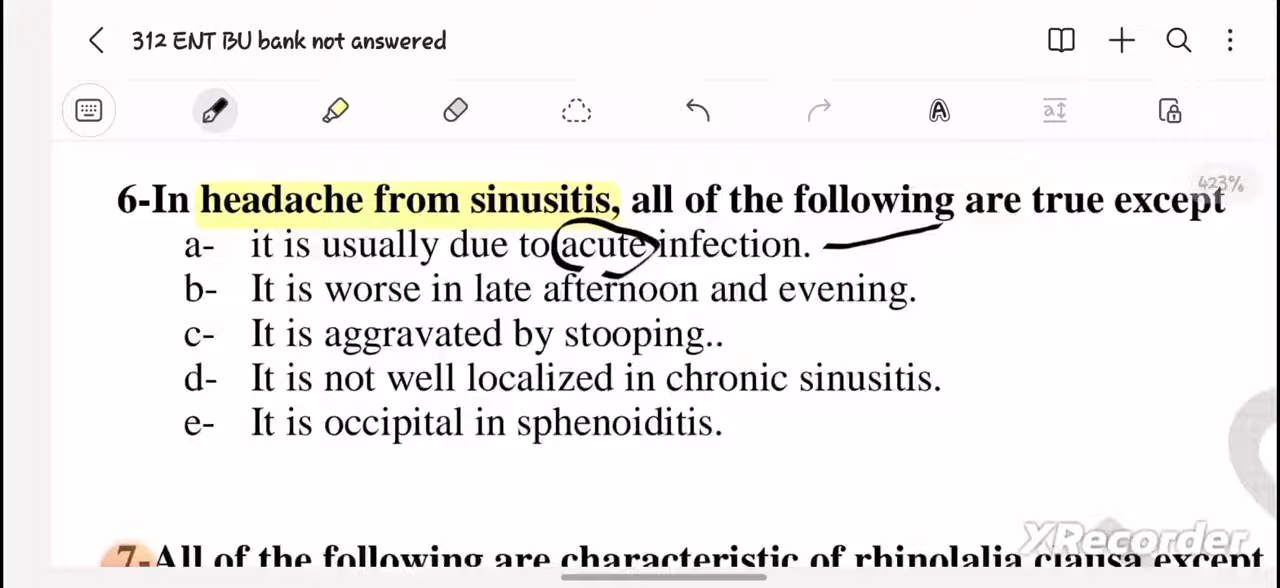 312 ENT BU bank not answered
423%
6-In headache from sinusitis, all of the following are true except
a- it is usually due to acute infection.
b- It is worse in late afternoon and evening.
c- It is aggravated by stooping..
d- It is not well localized in chronic sinusitis.
e- It is occipital in sphenoiditis.
7-All of the following are characteristic of rhinolalia clausa except
XRecorder